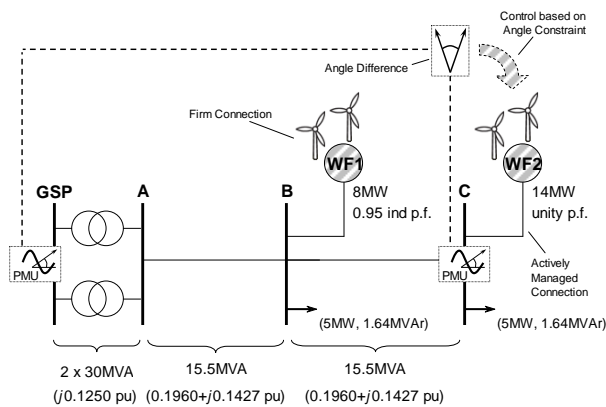 Control based on
Angle Constraint
Angle Difference
Firm Connection
WF1
WF2
GSP
A
B
8MW
0.95 ind p.f.
C
14MW
unity p.f.
PMU
PMU
Actively
Managed
Connection
(5MW, 1.64MVAr)
(5MW, 1.64MVAr)
2 x 30MVA
(j0.1250 pu)
15.5MVA
(0.1960+j0.1427 pu)
15.5MVA
(0.1960+j0.1427 pu)